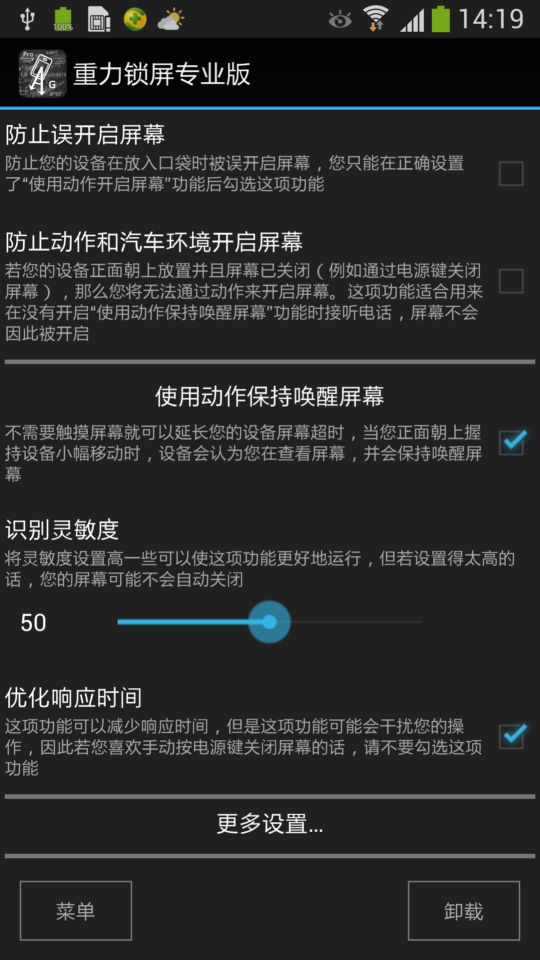 100%
14:19
Pro
G
重力锁屏专业版
防止误开启屏幕
防止您的设备在放入口袋时被误开启屏幕，您只能在正确设置
了“使用动作开启屏幕”功能后勾选这项功能
防止动作和汽车环境开启屏幕
若您的设备正面朝上放置并且屏幕已关闭（例如通过电源键关闭
屏幕），那么您将无法通过动作来开启屏幕。这项功能适合用来
在没有开启“使用动作保持唤醒屏幕”功能时接听电话，屏幕不会
因此被开启
使用动作保持唤醒屏幕
不需要触摸屏幕就可以延长您的设备屏幕超时，当您正面朝上握
持设备小幅移动时，设备会认为您在查看屏幕，并会保持唤醒屏
幕
识别灵敏度
将灵敏度设置高一些可以使这项功能更好地运行，但若设置得太高的
话，您的屏幕可能不会自动关闭
50
优化响应时间
这项功能可以减少响应时间，但是这项功能可能会干扰您的操
作，因此若您喜欢手动按电源键关闭屏幕的话，请不要勾选这项
功能
更多设置...
菜单
卸载